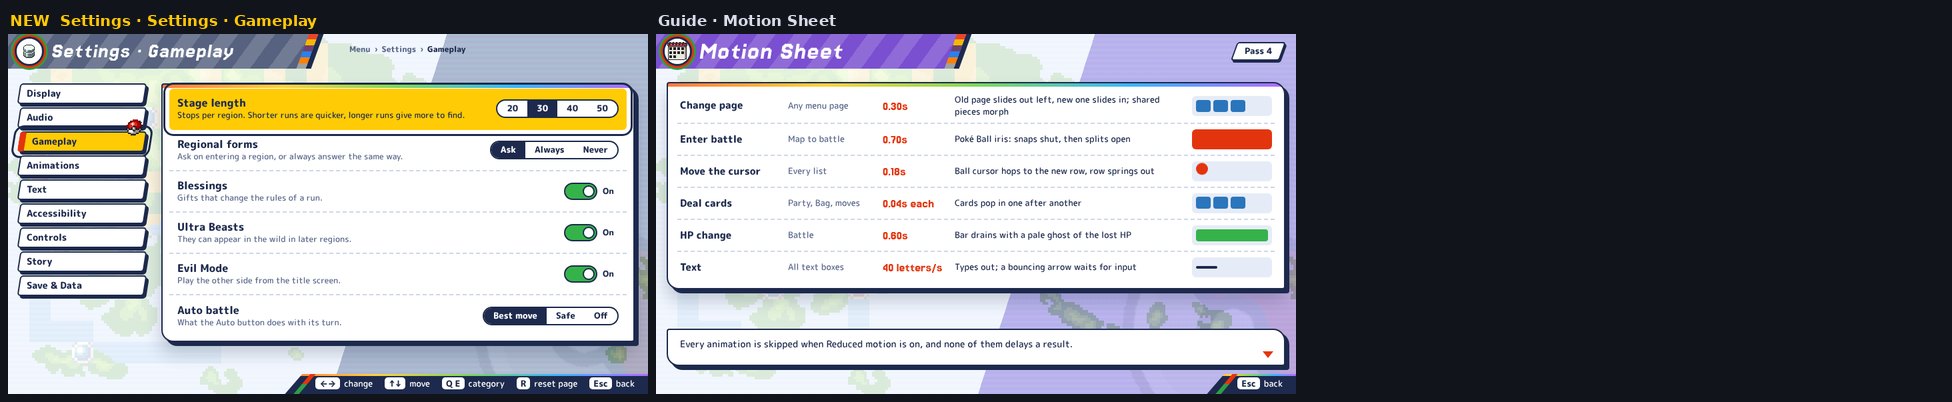 NEW Settings · Settings · Gameplay
Settings · Gameplay
Menu › Settings › Gameplay
Display
Audio
Gameplay
Animations
Text
Accessibility
Controls
Story
Save & Data
Stage length
Stops per region. Shorter runs are quicker, longer runs give more to find.
20 30 40 50
Regional forms
Ask on entering a region, or always answer the same way.
Ask Always Never
Blessings
Gifts that change the rules of a run.
On
Ultra Beasts
They can appear in the wild in later regions.
On
Evil Mode
Play the other side from the title screen.
On
Auto battle
What the Auto button does with its turn.
Best move Safe Off
←→ change ↑↓ move Q E category R reset page Esc back
Guide · Motion Sheet
Motion Sheet
Pass 4
Change page Any menu page 0.30s Old page slides out left, new one slides in; shared
pieces morph
Enter battle Map to battle 0.70s Poké Ball iris: snaps shut, then splits open
Move the cursor Every list 0.18s Ball cursor hops to the new row, row springs out
Deal cards Party, Bag, moves 0.04s each Cards pop in one after another
HP change Battle 0.60s Bar drains with a pale ghost of the lost HP
Text All text boxes 40 letters/s Types out; a bouncing arrow waits for input
Every animation is skipped when Reduced motion is on, and none of them delays a result.
Esc back